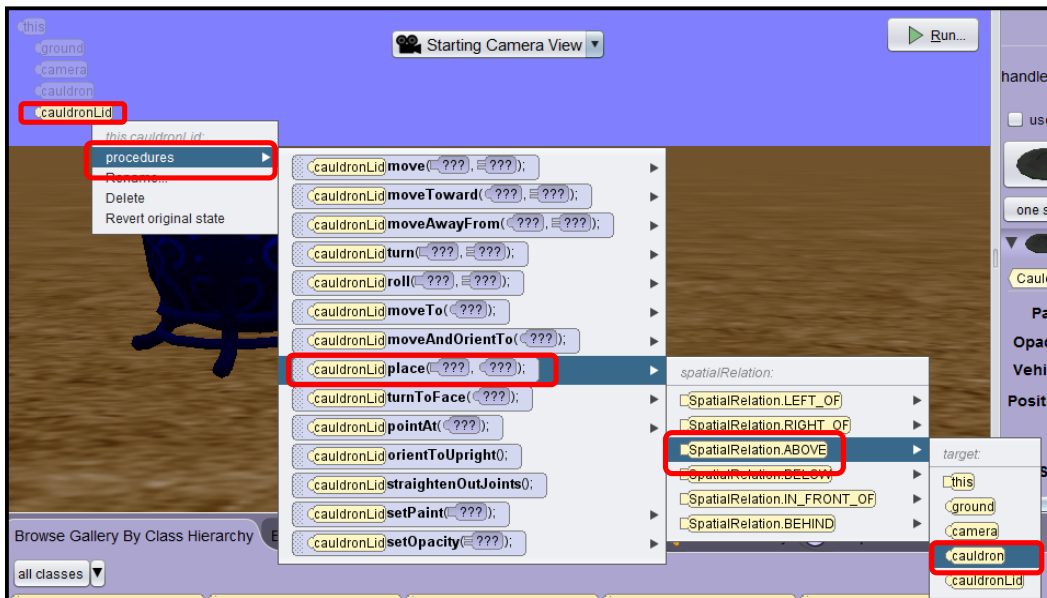 this
ground
camera
cauldron
cauldronLid
Starting Camera View
Run...
this cauldronLid:
procedures
Rename...
Delete
Revert original state
cauldronLid move( ??? , ??? );
cauldronLid moveToward( ??? , ??? );
cauldronLid moveAwayFrom( ??? , ??? );
cauldronLid turn( ??? , ??? );
cauldronLid roll( ??? , ??? );
cauldronLid moveTo( ??? );
cauldronLid moveAndOrientTo( ??? );
cauldronLid place( ??? , ??? );
cauldronLid turnToFace( ??? );
cauldronLid pointAt( ??? );
cauldronLid orientToUpright();
cauldronLid straightenOutJoints();
cauldronLid setPaint( ??? );
cauldronLid setOpacity( ??? );
spatialRelation:
SpatialRelation.LEFT_OF
SpatialRelation.RIGHT_OF
SpatialRelation.ABOVE
SpatialRelation.BELOW
SpatialRelation.IN_FRONT_OF
SpatialRelation.BEHIND
target:
this
ground
camera
cauldron
cauldronLid
handle
us
one s
Caul
Pa
Opac
Vehi
Posit
Browse Gallery By Class Hierarchy
all classes